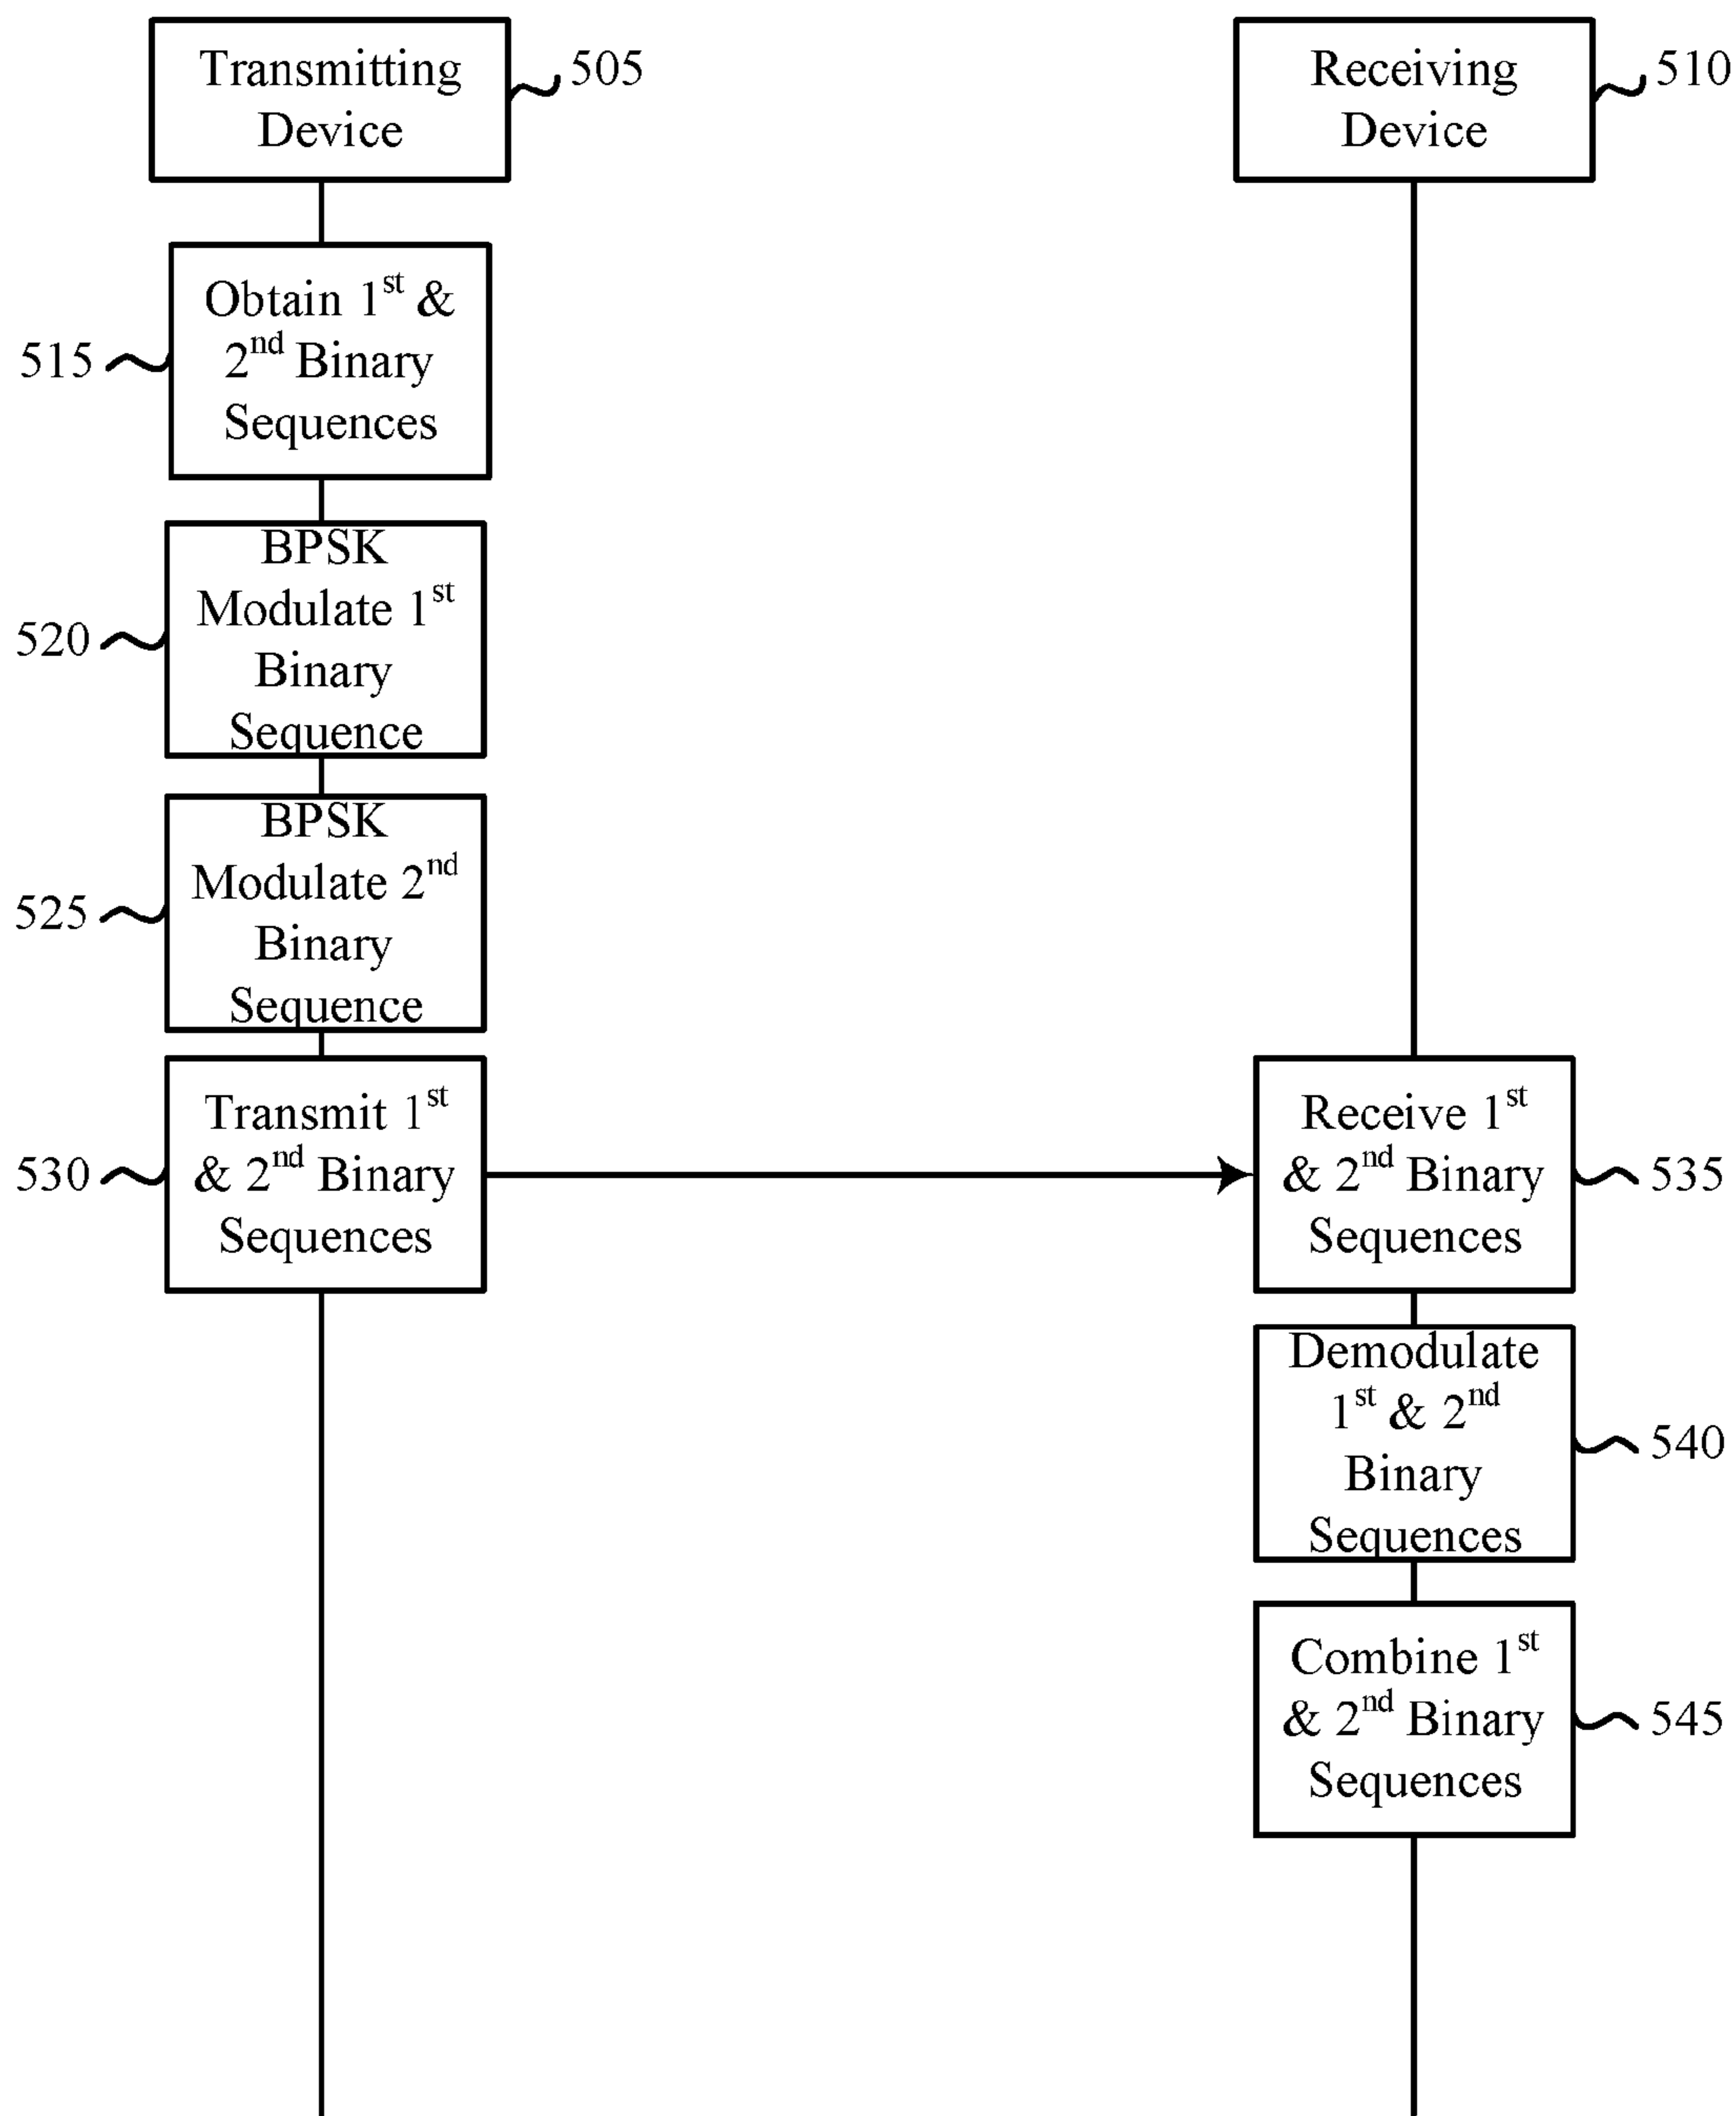 Transmitting
Device
505
Receiving
Device
510
Obtain 1st &
2nd Binary
Sequences
515
BPSK
Modulate 1st
Binary
Sequence
520
BPSK
Modulate 2nd
Binary
Sequence
525
Transmit 1st
& 2nd Binary
Sequences
530
Receive 1st
& 2nd Binary
Sequences
535
Demodulate
1st & 2nd
Binary
Sequences
540
Combine 1st
& 2nd Binary
Sequences
545